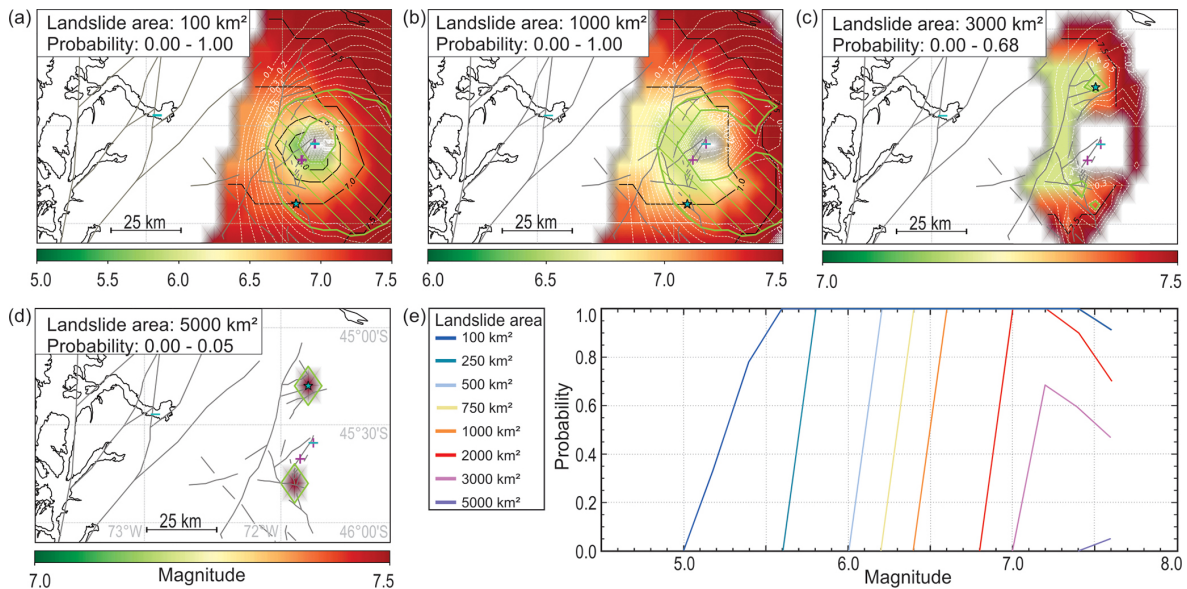 (a) Landslide area: 100 km²
Probability: 0.00 - 1.00
25 km
5.0 5.5 6.0 6.5 7.0 7.5
(b) Landslide area: 1000 km²
Probability: 0.00 - 1.00
25 km
6.0 6.5 7.0 7.5
(c) Landslide area: 3000 km²
Probability: 0.00 - 0.68
25 km
7.0 7.5
(d) Landslide area: 5000 km²
Probability: 0.00 - 0.05
45°00'S
45°30'S
46°00'S
73°W 25 km 72°W
7.0 Magnitude 7.5
(e) Landslide area
100 km²
250 km²
500 km²
750 km²
1000 km²
2000 km²
3000 km²
5000 km²
Probability
1.0
0.8
0.6
0.4
0.2
0.0
5.0 6.0 7.0 8.0
Magnitude